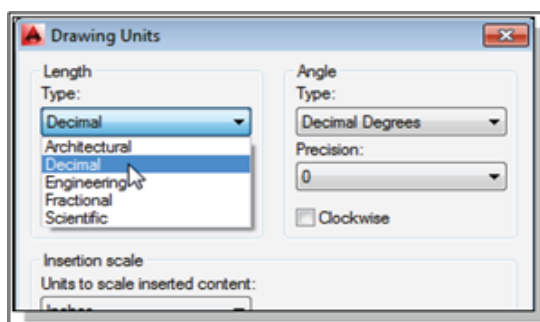 Drawing Units
Length
Type:
Decimal
Architectural
Decimal
Engineering
Fractional
Scientific
Angle
Type:
Decimal Degrees
Precision:
0
Clockwise
Insertion scale
Units to scale inserted content:
Inches